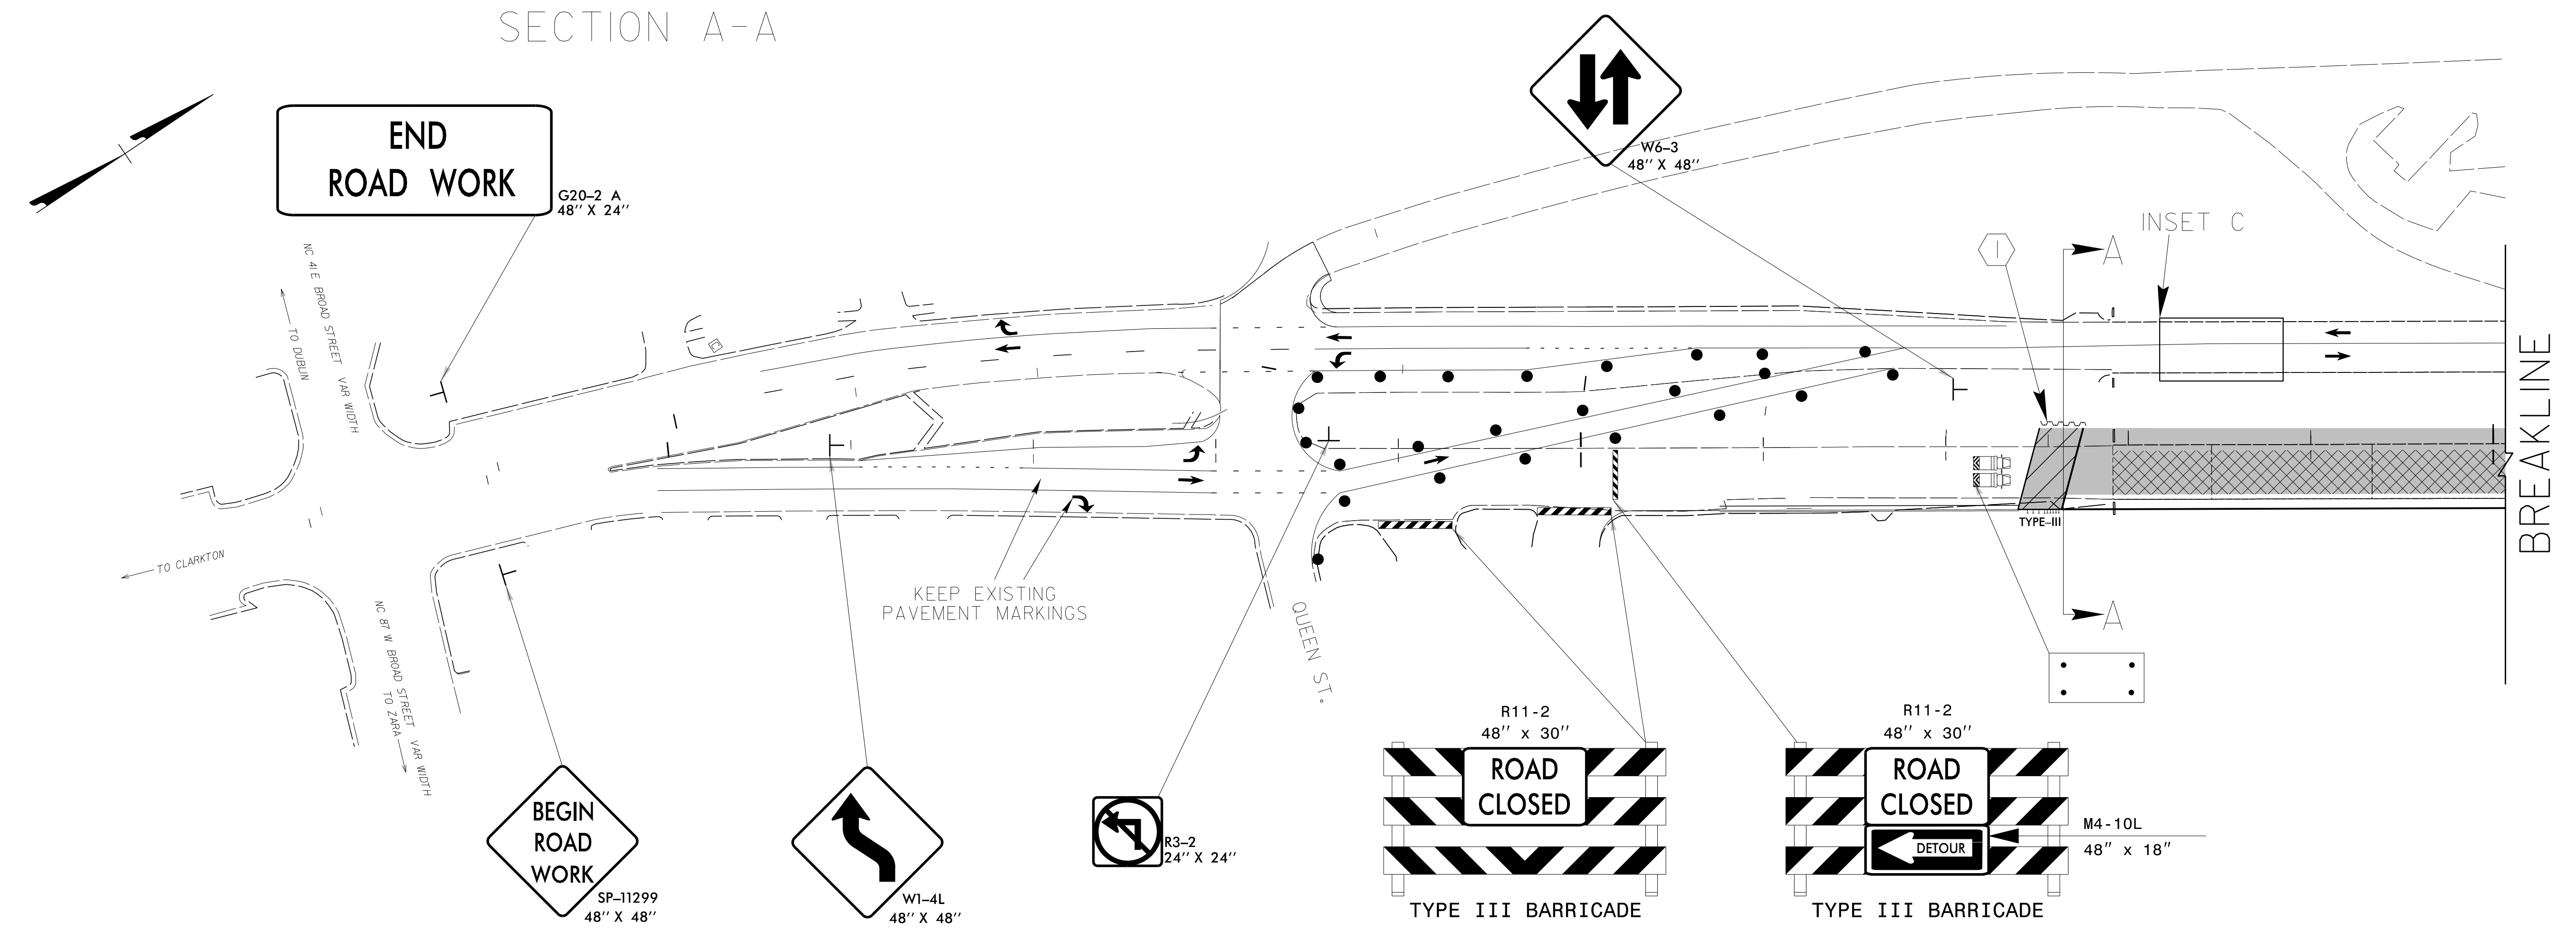 SECTION A-A
END
ROAD WORK
G20-2 A
48" X 24"
W6-3
48" X 48"
INSET C
1
A
A
NC 41 E BROAD STREET VAR WIDTH
TO DUBLIN
TO CLARKTON
NC 87 W BROAD STREET VAR WIDTH
TO ZARA
KEEP EXISTING
PAVEMENT MARKINGS
QUEEN ST.
TYPE-III
BREAKLINE
BEGIN
ROAD
WORK
SP-11299
48" X 48"
W1-4L
48" X 48"
R3-2
24" X 24"
R11-2
48" x 30"
ROAD
CLOSED
TYPE III BARRICADE
R11-2
48" x 30"
ROAD
CLOSED
DETOUR
M4-10L
48" x 18"
TYPE III BARRICADE